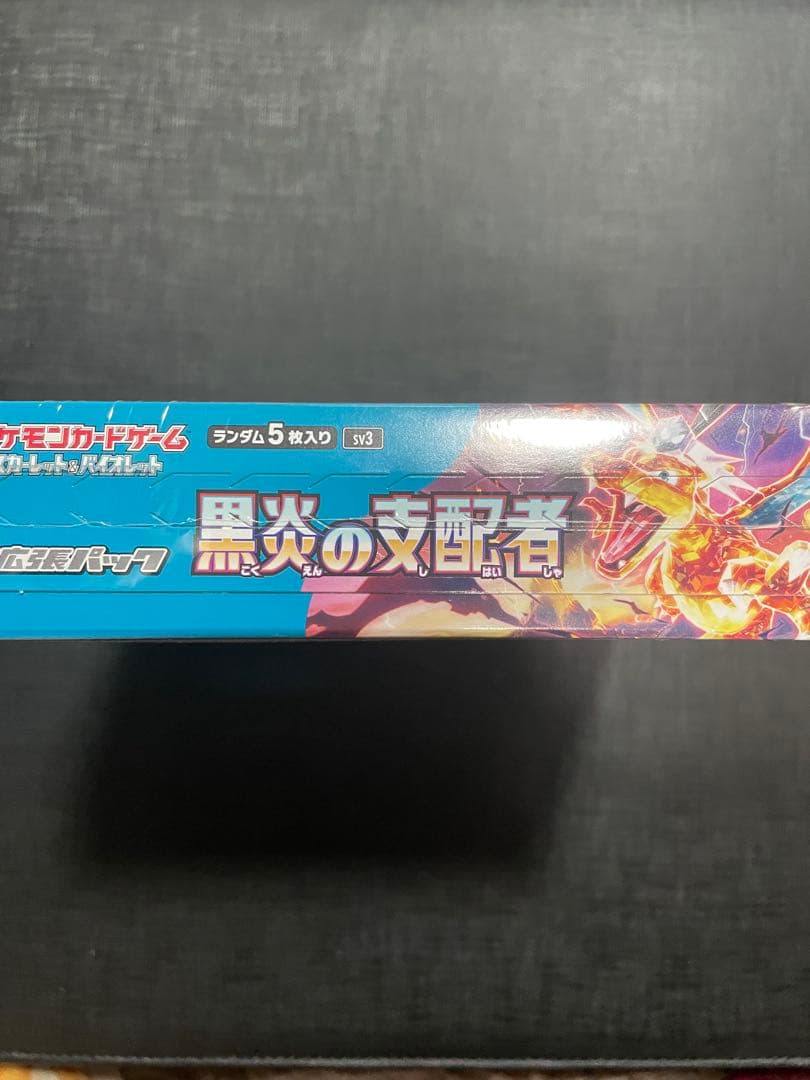 ケモンカードゲーム
スカーレット&バイオレット
ランダム5枚入り SV3
拡張パック
黒炎の支配者
こく えん し はい しゃ